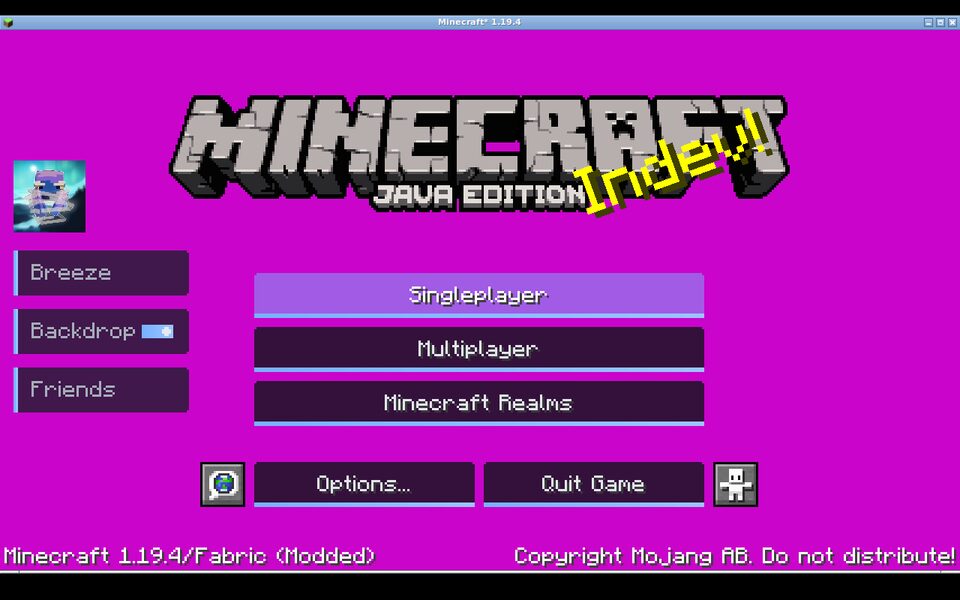 Minecraft* 1.19.4
MINECRAFT
JAVA EDITION
Indev!
Breeze
Backdrop
Friends
Singleplayer
Multiplayer
Minecraft Realms
Options...
Quit Game
Minecraft 1.19.4/Fabric (Modded)
Copyright Mojang AB. Do not distribute!